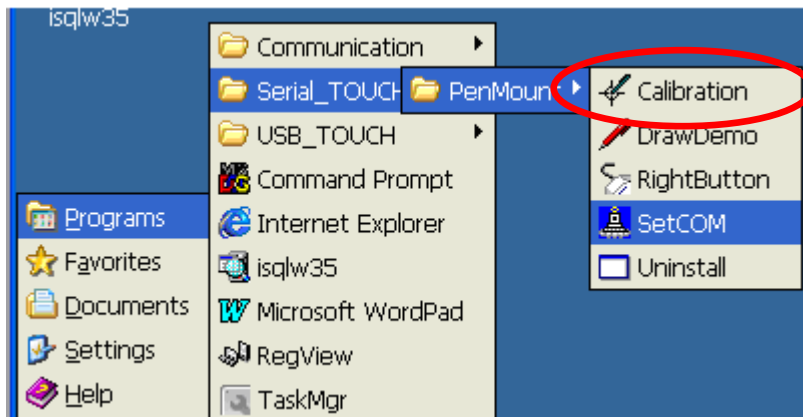 isqlw35
Communication
Serial_TOUCH
USB_TOUCH
Command Prompt
Internet Explorer
isqlw35
Microsoft WordPad
RegView
TaskMgr
Programs
Favorites
Documents
Settings
Help
PenMount
Calibration
DrawDemo
RightButton
SetCOM
Uninstall